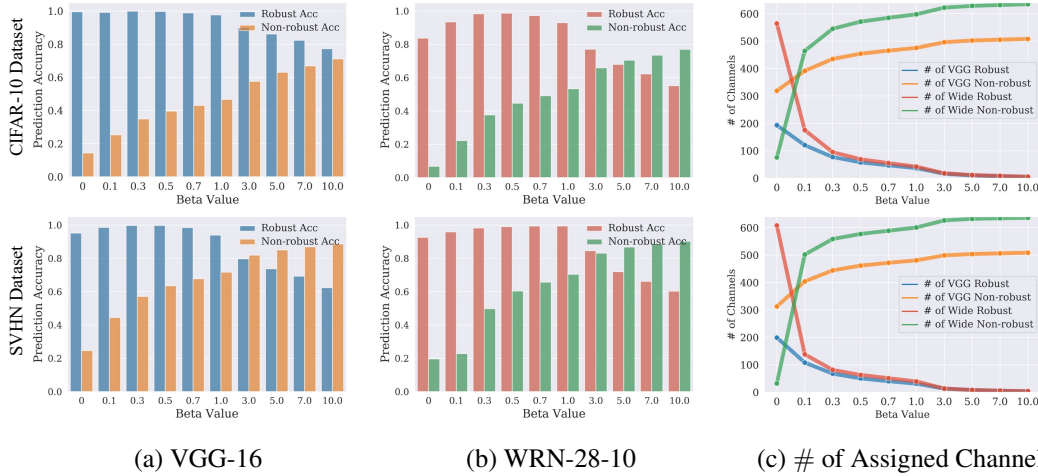 CIFAR-10 Dataset
Prediction Accuracy
1.0
0.8
0.6
0.4
0.2
0.0
Robust Acc
Non-robust Acc
0 0.1 0.3 0.5 0.7 1.0 3.0 5.0 7.0 10.0
Beta Value
Prediction Accuracy
1.0
0.8
0.6
0.4
0.2
0.0
Robust Acc
Non-robust Acc
0 0.1 0.3 0.5 0.7 1.0 3.0 5.0 7.0 10.0
Beta Value
# of Channels
600
500
400
300
200
100
0
# of VGG Robust
# of VGG Non-robust
# of Wide Robust
# of Wide Non-robust
0 0.1 0.3 0.5 0.7 1.0 3.0 5.0 7.0 10.0
Beta Value
SVHN Dataset
Prediction Accuracy
1.0
0.8
0.6
0.4
0.2
0.0
Robust Acc
Non-robust Acc
0 0.1 0.3 0.5 0.7 1.0 3.0 5.0 7.0 10.0
Beta Value
Prediction Accuracy
1.0
0.8
0.6
0.4
0.2
0.0
Robust Acc
Non-robust Acc
0 0.1 0.3 0.5 0.7 1.0 3.0 5.0 7.0 10.0
Beta Value
# of Channels
600
500
400
300
200
100
0
# of VGG Robust
# of VGG Non-robust
# of Wide Robust
# of Wide Non-robust
0 0.1 0.3 0.5 0.7 1.0 3.0 5.0 7.0 10.0
Beta Value
(a) VGG-16
(b) WRN-28-10
(c) # of Assigned Channel